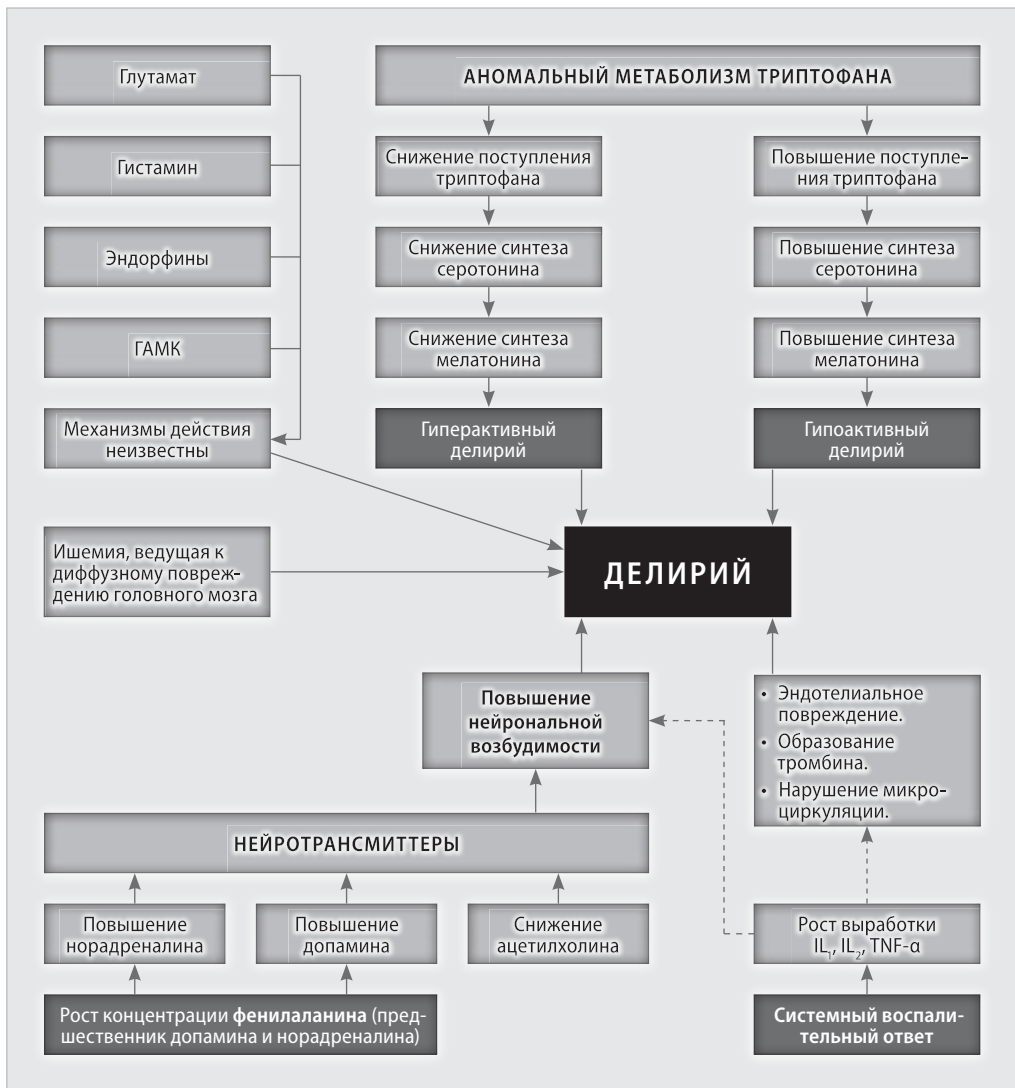 Глутамат
Гистамин
Эндорфины
ГАМК
Механизмы действия
неизвестны
Ишемия, ведущая к
диффузному повреж-
дению головного мозга
АНОМАЛЬНЫЙ МЕТАБОЛИЗМ ТРИПТОФАНА
Снижение поступления
триптофана
Снижение синтеза
серотонина
Снижение синтеза
мелатонина
Гиперактивный
делирий
Повышение поступле-
ния триптофана
Повышение синтеза
серотонина
Повышение синтеза
мелатонина
Гипоактивный
делирий
ДЕЛИРИЙ
Повышение
нейрональной
возбудимости
• Эндотелиальное
повреждение.
• Образование
тромбина.
• Нарушение микро-
циркуляции.
НЕЙРОТРАНСМИТТЕРЫ
Повышение
норадреналина
Повышение
допамина
Снижение
ацетилхолина
Рост выработки
IL₁, IL₂, TNF-α
Рост концентрации фенилаланина (пред-
шественник допамина и норадреналина)
Системный воспали-
тельный ответ